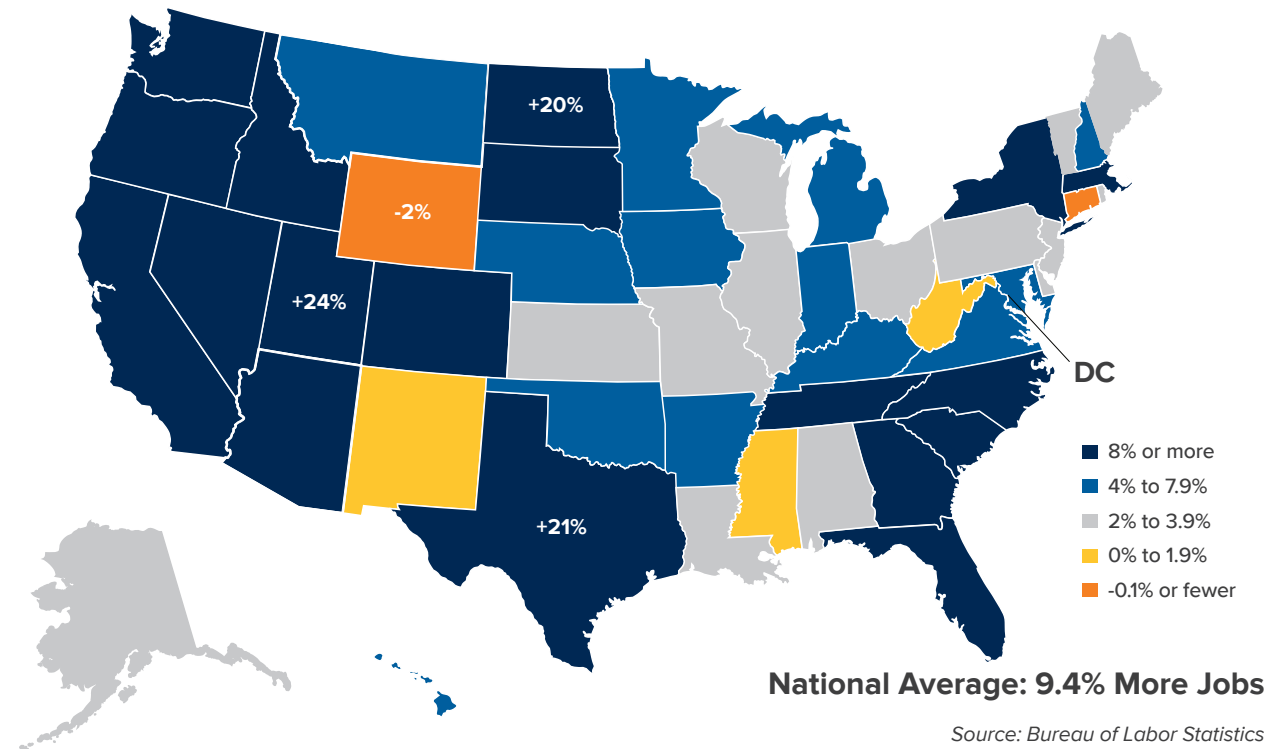 +20%
-2%
+24%
DC
8% or more
4% to 7.9%
2% to 3.9%
+21%
0% to 1.9%
-0.1% or fewer
National Average: 9.4% More Jobs
Source: Bureau of Labor Statistics